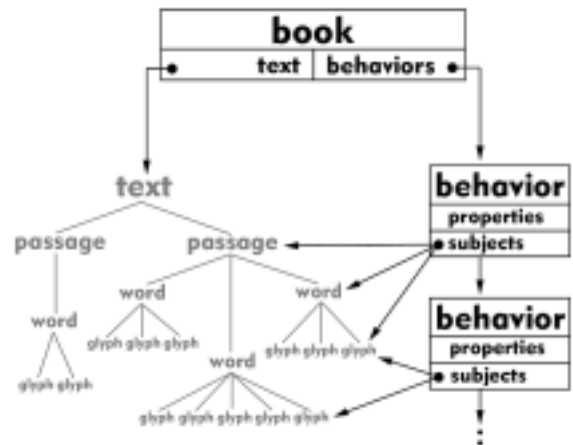 book
text behaviors
text
behavior
properties
passage passage subjects
word word
behavior
word
glyph glyph glyph glyph glyph glyph
properties
word
glyph glyph subjects
glyph glyph glyph glyph glyph